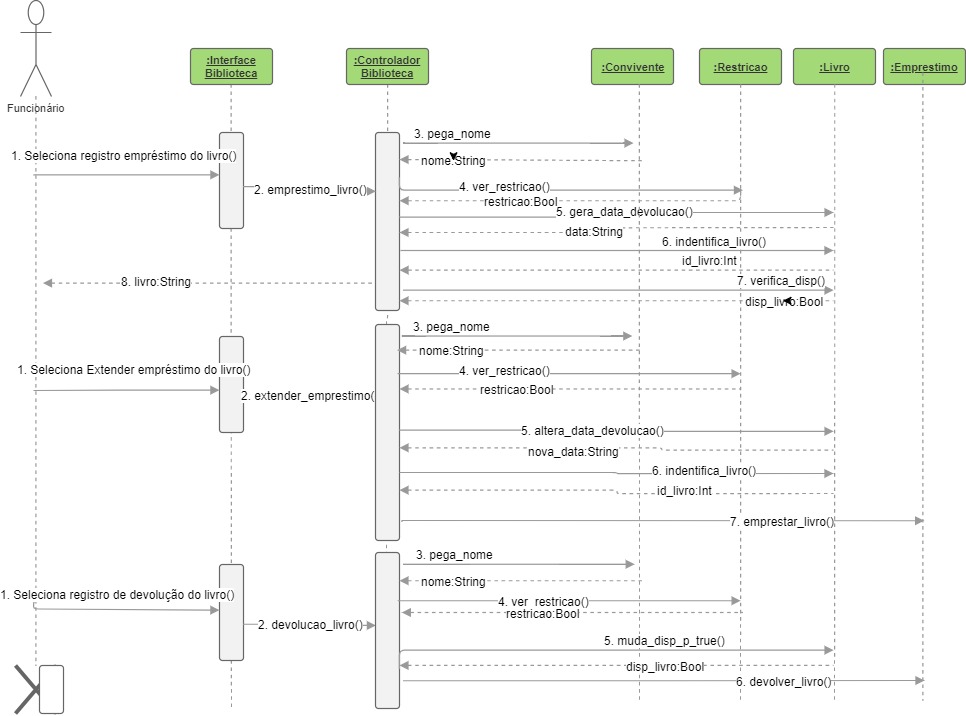 :Interface
Biblioteca
:Controlador
Biblioteca
:Convivente
:Restricao
:Livro
:Emprestimo
Funcionário
3. pega_nome
1. Seleciona registro empréstimo do livro()
nome:String
2. emprestimo_livro()
4. ver_restricao()
restricao:Bool
5. gera_data_devolucao()
data:String
6. indentifica_livro()
id_livro:Int
8. livro:String
7. verifica_disp()
disp_livro:Bool
3. pega_nome
nome:String
1. Seleciona Extender empréstimo do livro()
4. ver_restricao()
restricao:Bool
2. extender_emprestimo(
5. altera_data_devolucao()
nova_data:String
6. indentifica_livro()
id_livro:Int
7. emprestar_livro()
3. pega_nome
nome:String
1. Seleciona registro de devolução do livro()
4. ver_restricao()
restricao:Bool
2. devolucao_livro()
5. muda_disp_p_true()
disp_livro:Bool
6. devolver_livro()